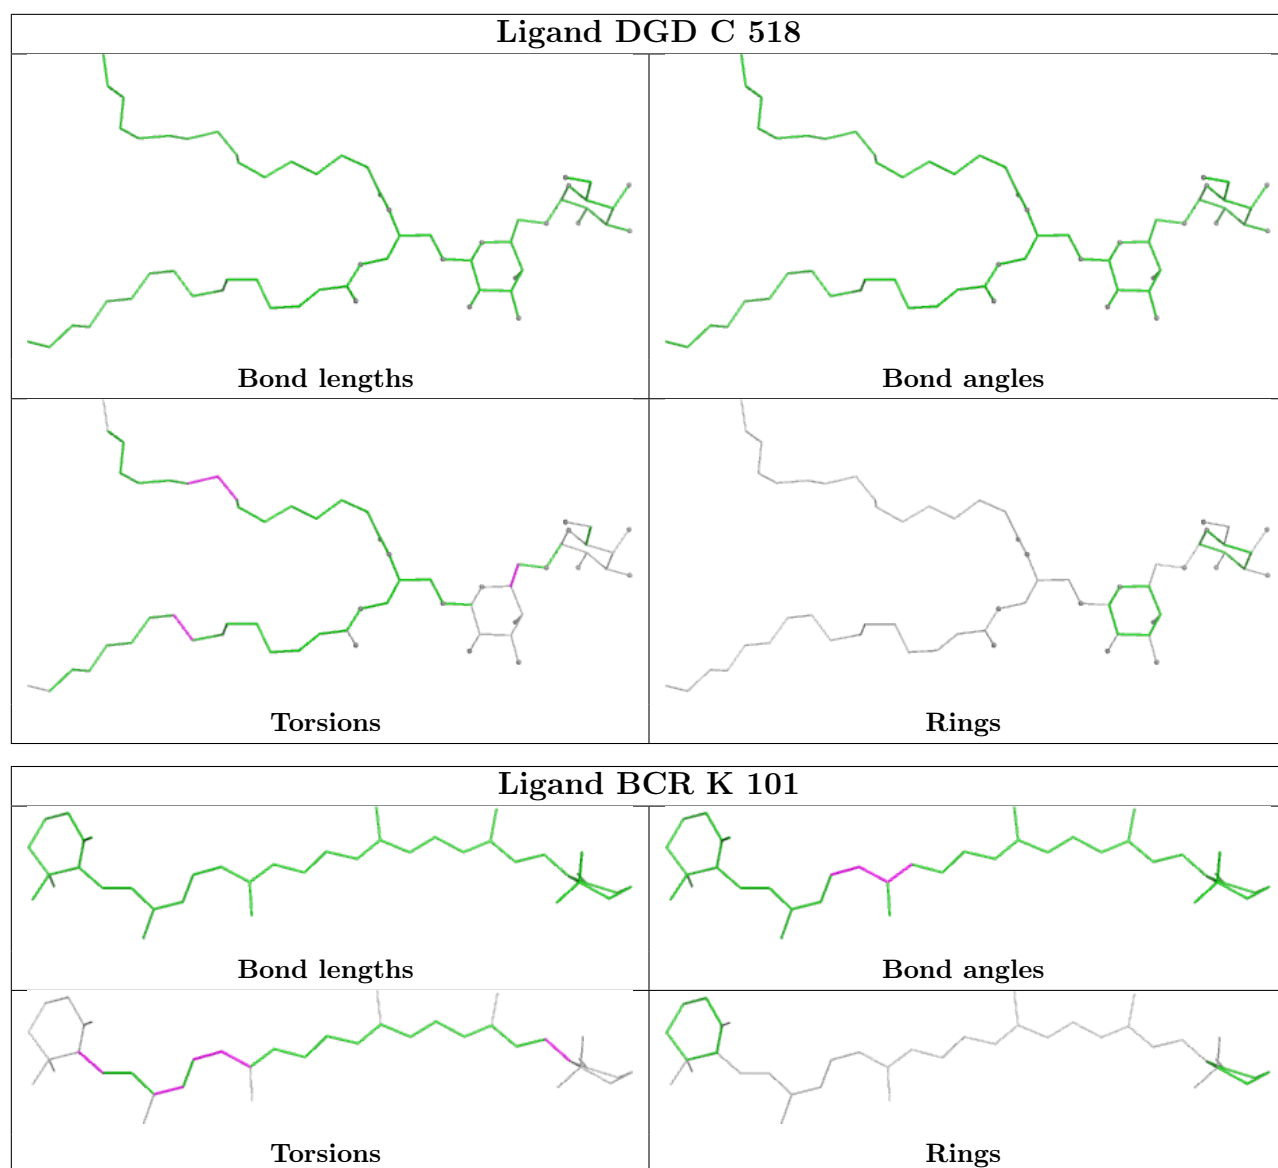 Ligand DGD C 518
Bond lengths
Bond angles
Torsions
Rings
Ligand BCR K 101
Bond lengths
Bond angles
Torsions
Rings